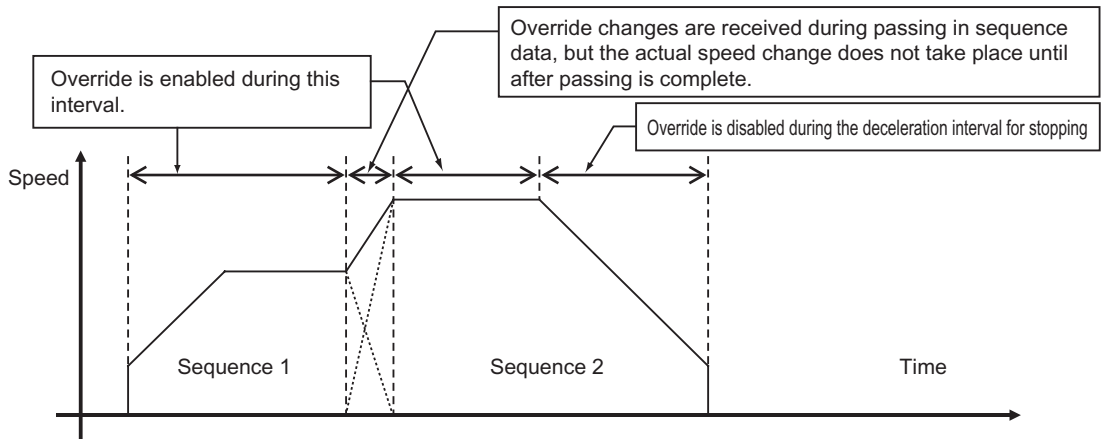 Override changes are received during passing in sequence
data, but the actual speed change does not take place until
after passing is complete.
Override is enabled during this
interval.
Override is disabled during the deceleration interval for stopping
Speed
Sequence 1
Sequence 2
Time